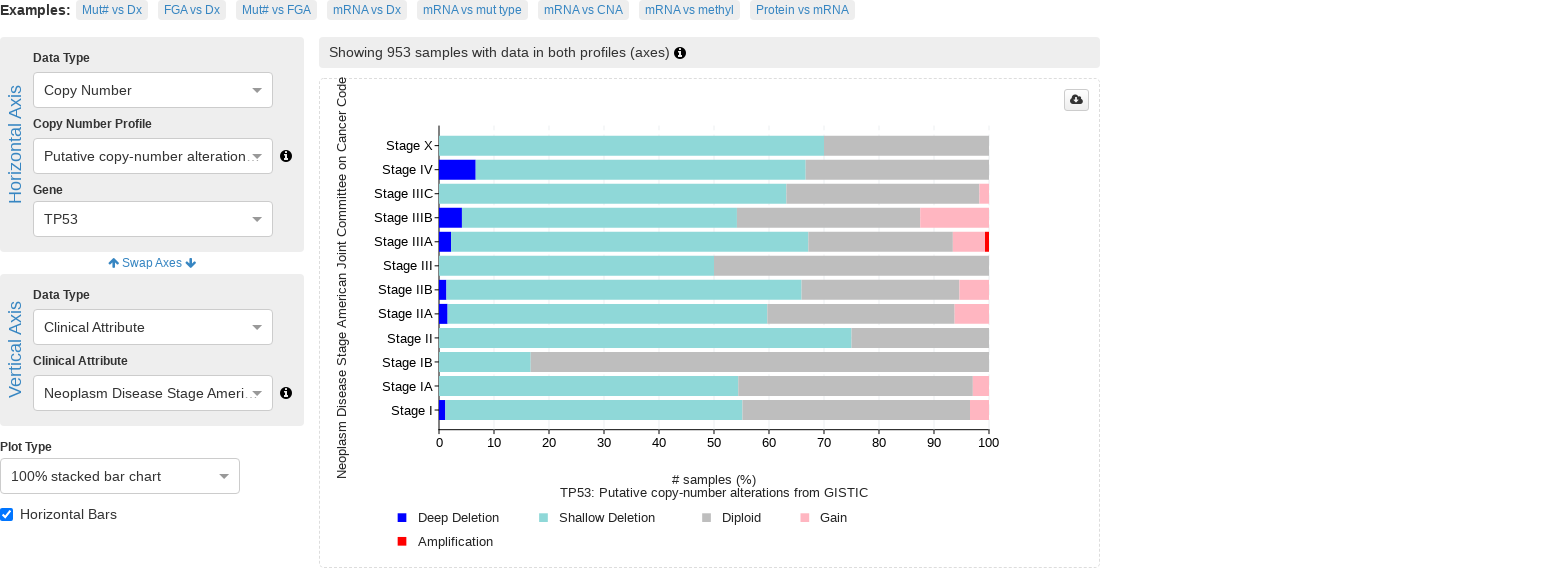 Examples: Mut# vs Dx FGA vs Dx Mut# vs FGA mRNA vs Dx mRNA vs mut type mRNA vs CNA mRNA vs methyl Protein vs mRNA
Horizontal Axis
Data Type
Copy Number
Copy Number Profile
Putative copy-number alteration...
Gene
TP53
Swap Axes
Vertical Axis
Data Type
Clinical Attribute
Clinical Attribute
Neoplasm Disease Stage Ameri...
Plot Type
100% stacked bar chart
Horizontal Bars
Showing 953 samples with data in both profiles (axes)
Neoplasm Disease Stage American Joint Committee on Cancer Code
Stage X
Stage IV
Stage IIIC
Stage IIIB
Stage IIIA
Stage III
Stage IIB
Stage IIA
Stage II
Stage IB
Stage IA
Stage I
0 10 20 30 40 50 60 70 80 90 100
# samples (%)
TP53: Putative copy-number alterations from GISTIC
Deep Deletion Shallow Deletion Diploid Gain
Amplification